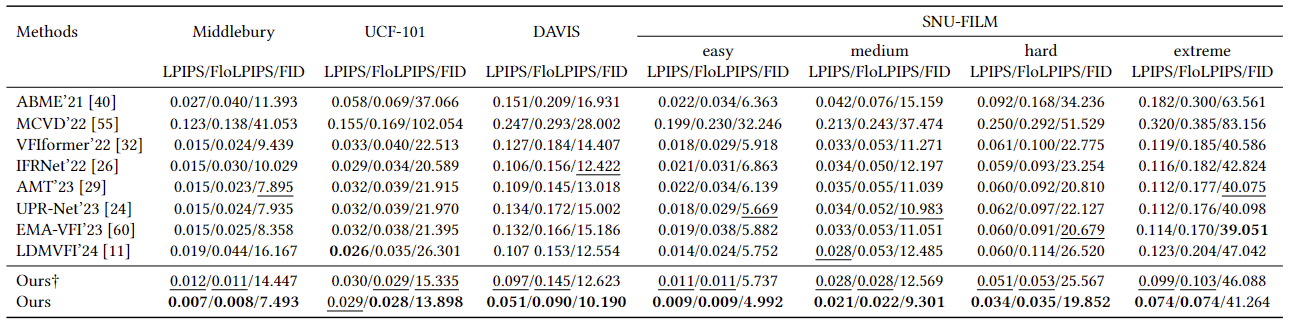 Methods Middlebury UCF-101 DAVIS SNU-FILM
easy medium hard extreme
LPIPS/FloLPIPS/FID LPIPS/FloLPIPS/FID LPIPS/FloLPIPS/FID LPIPS/FloLPIPS/FID LPIPS/FloLPIPS/FID LPIPS/FloLPIPS/FID LPIPS/FloLPIPS/FID
ABME'21 [40] 0.027/0.040/11.393 0.058/0.069/37.066 0.151/0.209/16.931 0.022/0.034/6.363 0.042/0.076/15.159 0.092/0.168/34.236 0.182/0.300/63.561
MCVD'22 [55] 0.123/0.138/41.053 0.155/0.169/102.054 0.247/0.293/28.002 0.199/0.230/32.246 0.213/0.243/37.474 0.250/0.292/51.529 0.320/0.385/83.156
VFIformer'22 [32] 0.015/0.024/9.439 0.033/0.040/22.513 0.127/0.184/14.407 0.018/0.029/5.918 0.033/0.053/11.271 0.061/0.100/22.775 0.119/0.185/40.586
IFRNet'22 [26] 0.015/0.030/10.029 0.029/0.034/20.589 0.106/0.156/12.422 0.021/0.031/6.863 0.034/0.050/12.197 0.059/0.093/23.254 0.116/0.182/42.824
AMT'23 [29] 0.015/0.023/7.895 0.032/0.039/21.915 0.109/0.145/13.018 0.022/0.034/6.139 0.035/0.055/11.039 0.060/0.092/20.810 0.112/0.177/40.075
UPR-Net'23 [24] 0.015/0.024/7.935 0.032/0.039/21.970 0.134/0.172/15.002 0.018/0.029/5.669 0.034/0.052/10.983 0.062/0.097/22.127 0.112/0.176/40.098
EMA-VFI'23 [60] 0.015/0.025/8.358 0.032/0.038/21.395 0.132/0.166/15.186 0.019/0.038/5.882 0.033/0.053/11.051 0.060/0.091/20.679 0.114/0.170/39.051
LDMVFI'24 [11] 0.019/0.044/16.167 0.026/0.035/26.301 0.107 0.153/12.554 0.014/0.024/5.752 0.028/0.053/12.485 0.060/0.114/26.520 0.123/0.204/47.042
Ours† 0.012/0.011/14.447 0.030/0.029/15.335 0.097/0.145/12.623 0.011/0.011/5.737 0.028/0.028/12.569 0.051/0.053/25.567 0.099/0.103/46.088
Ours 0.007/0.008/7.493 0.029/0.028/13.898 0.051/0.090/10.190 0.009/0.009/4.992 0.021/0.022/9.301 0.034/0.035/19.852 0.074/0.074/41.264